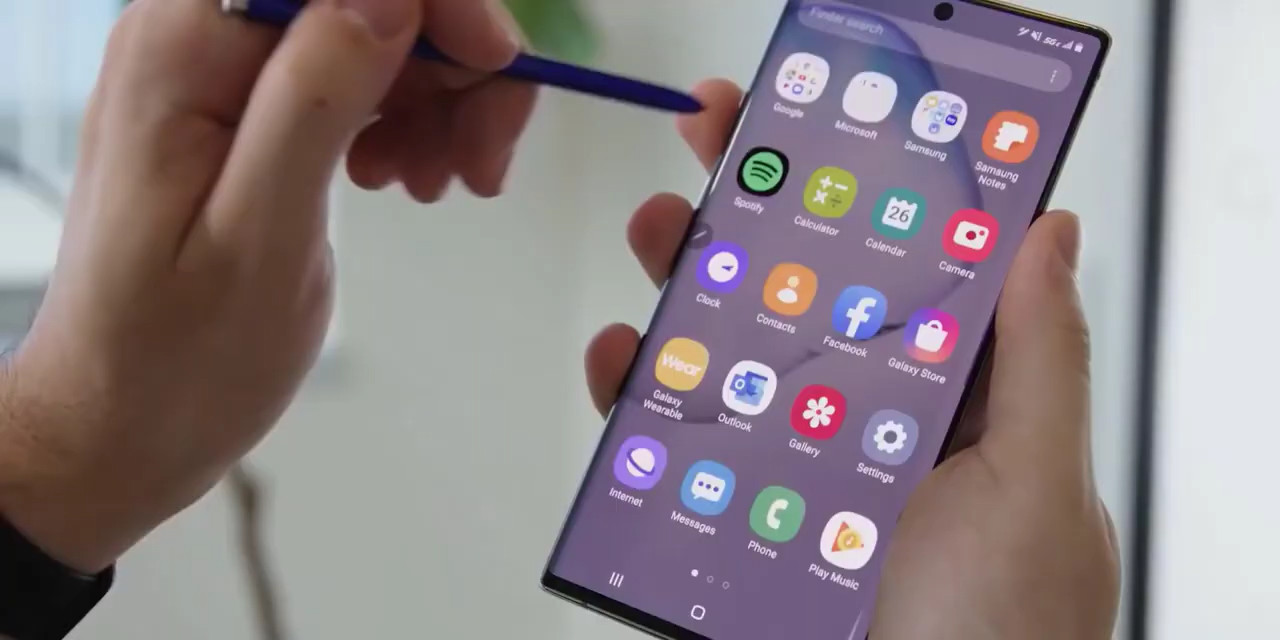 Finder search
5G
Google
Microsoft
Samsung
Samsung
Notes
Spotify
Calculator
26
Calendar
Camera
Clock
Contacts
Facebook
Galaxy Store
Wear
Galaxy
Wearable
Outlook
Gallery
Settings
Internet
Messages
Phone
Play Music